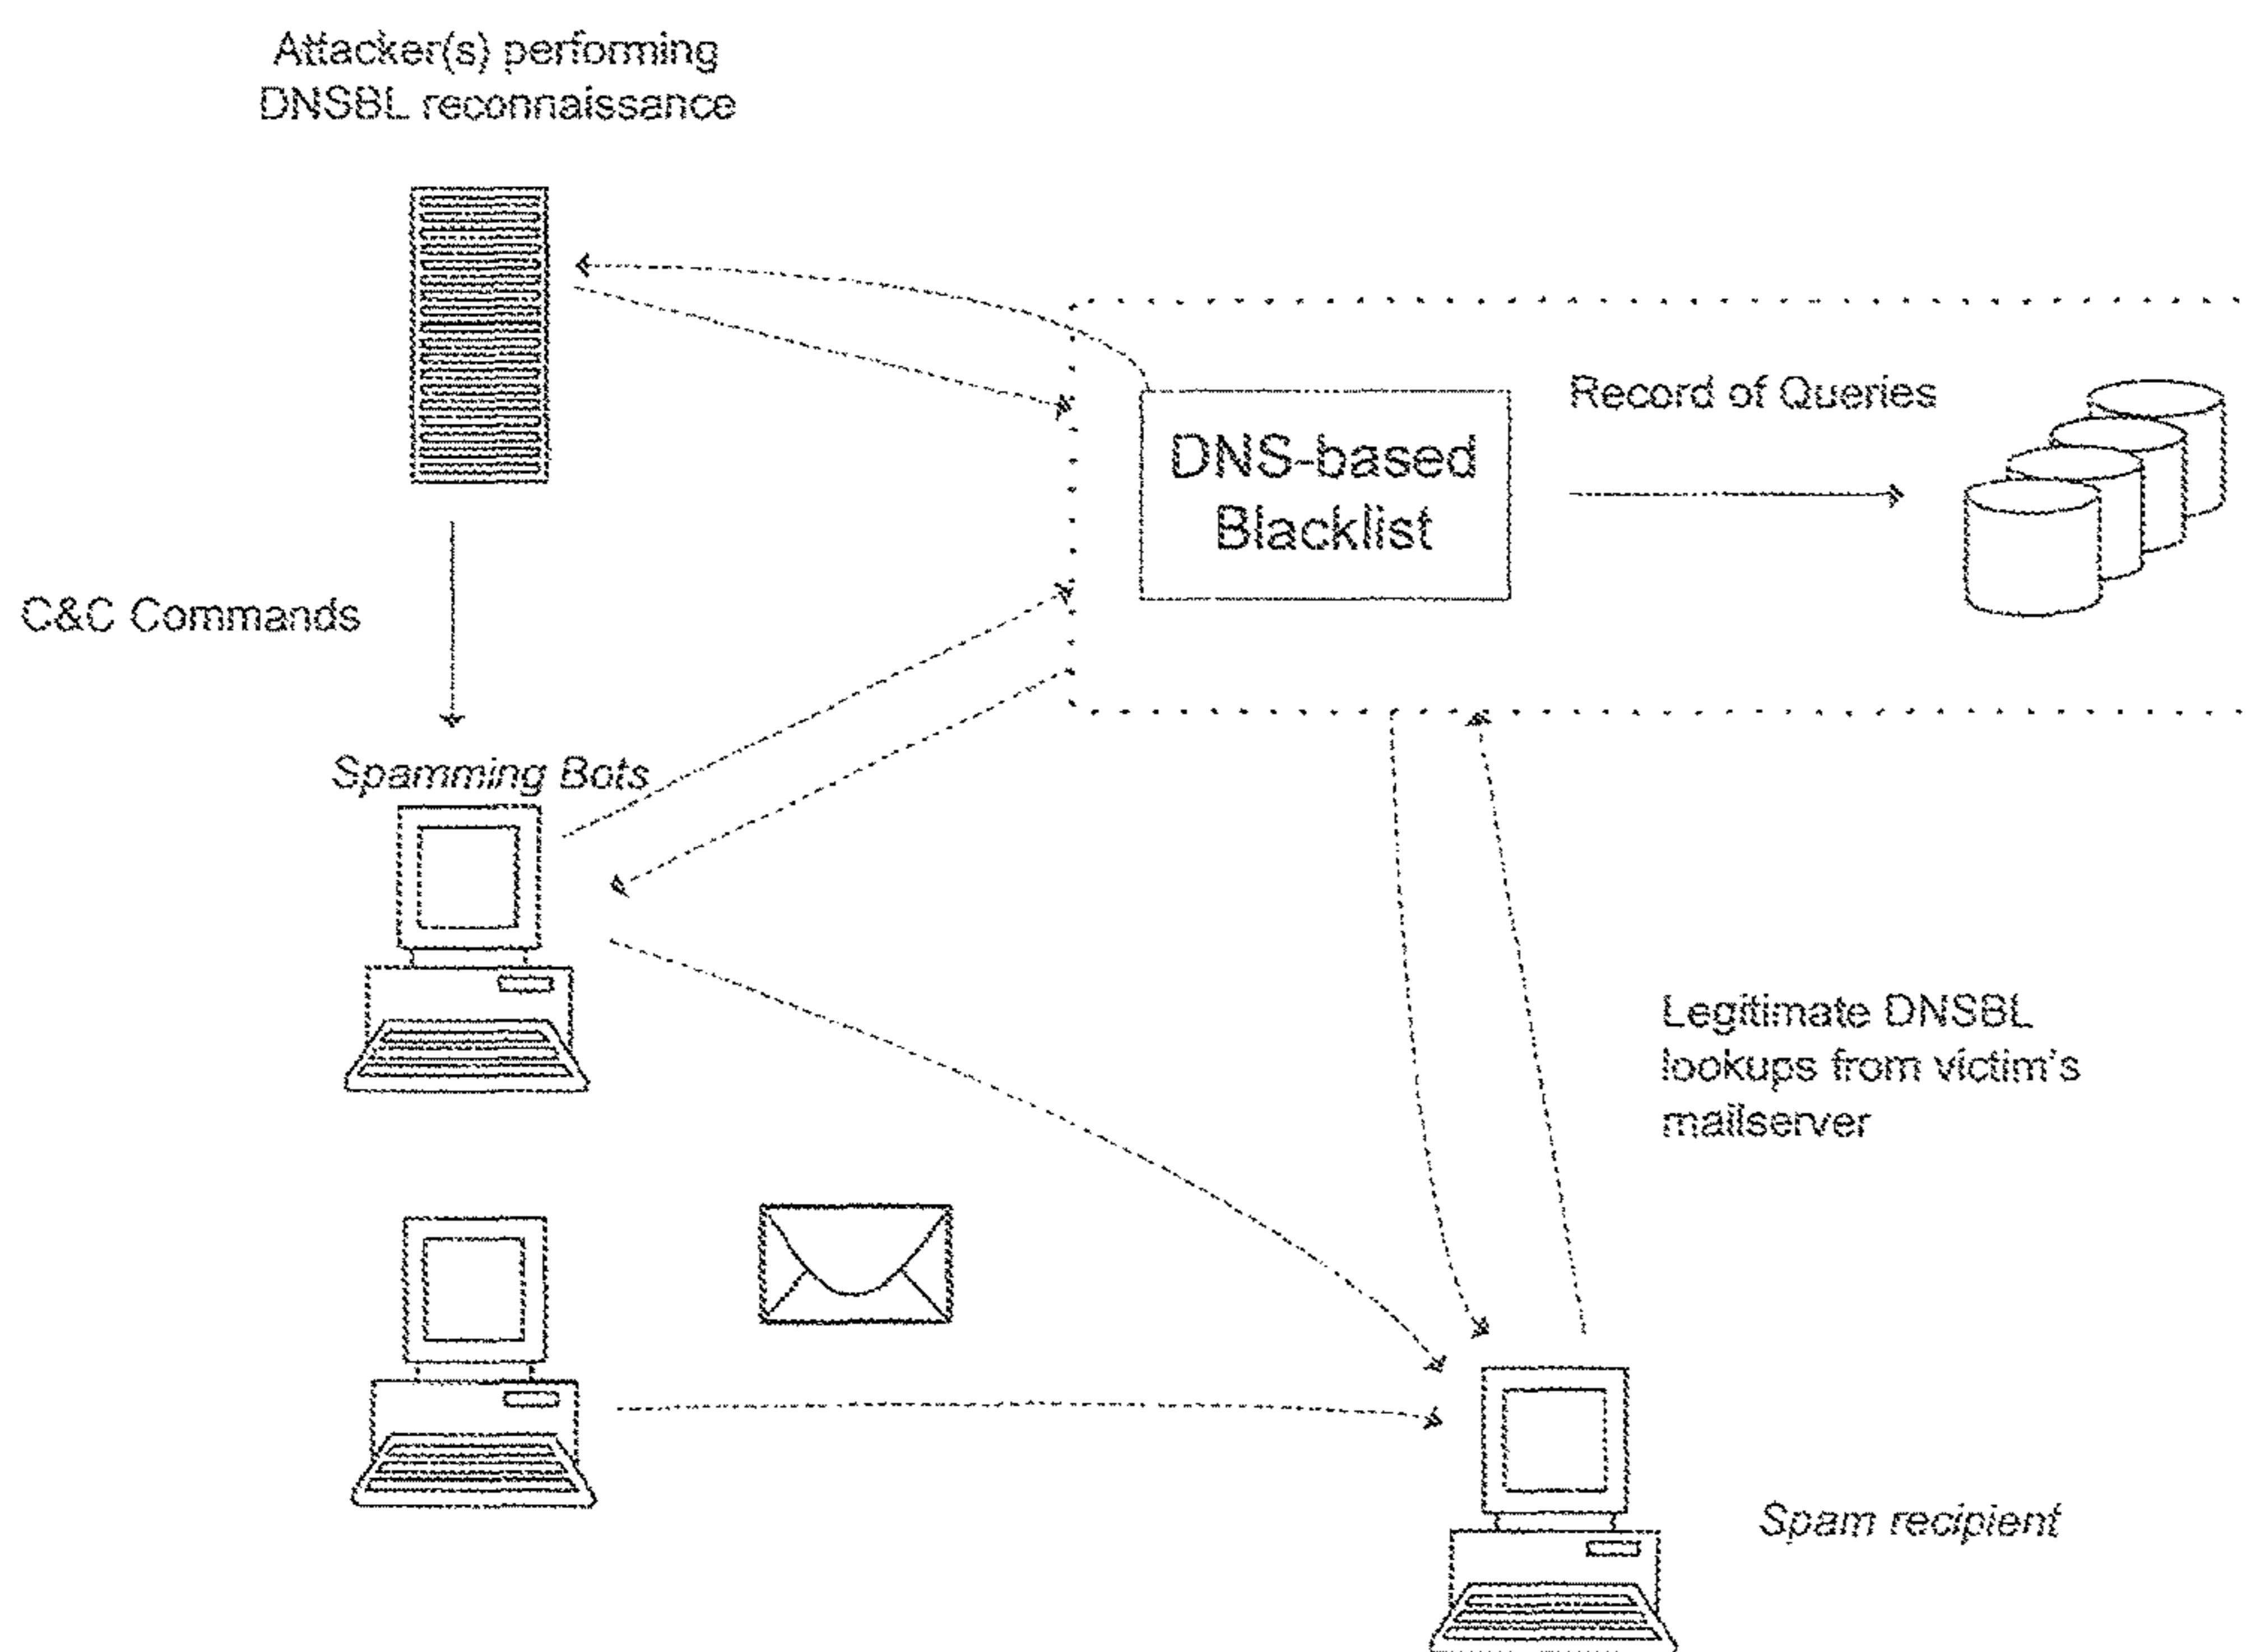 Attacker(s) performing
DNSBL reconnaissance
Record of Queries
DNS-based
Blacklist
C&C Commands
Spamming Bots
Legitimate DNSBL
lookups from victim's
mailserver
Spam recipient